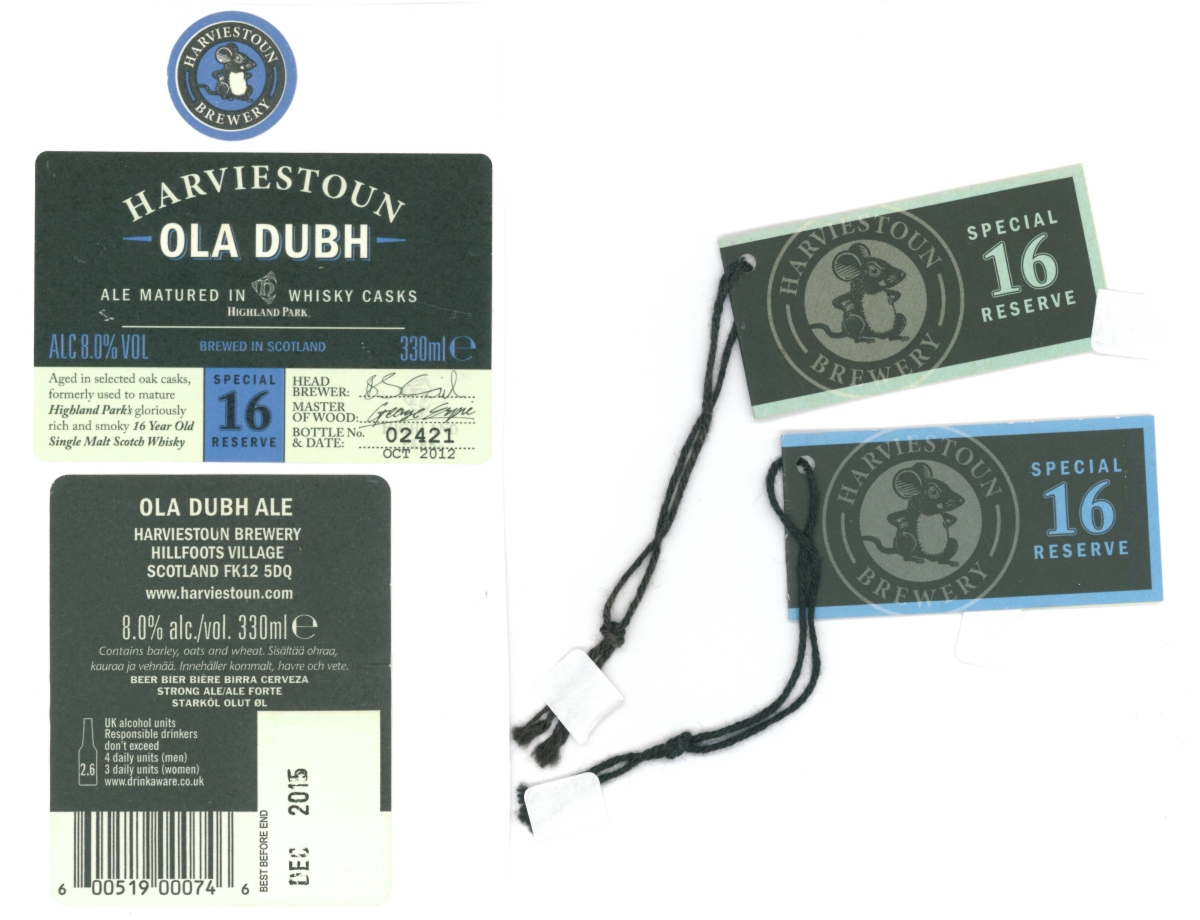 HARVIESTOUN
BREWERY
HARVIESTOUN
OLA DUBH
ALE MATURED IN WHISKY CASKS
HIGHLAND PARK
ALC 8.0% VOL BREWED IN SCOTLAND 330ml ℮
Aged in selected oak casks,
formerly used to mature
Highland Park's gloriously
rich and smoky 16 Year Old
Single Malt Scotch Whisky
SPECIAL
16
RESERVE
HEAD
BREWER:
MASTER
OF WOOD:
BOTTLE No.
& DATE:
02421
OCT 2012
OLA DUBH ALE
HARVIESTOUN BREWERY
HILLFOOTS VILLAGE
SCOTLAND FK12 5DQ
www.harviestoun.com
8.0% alc./vol. 330ml ℮
Contains barley, oats and wheat. Sisältää ohraa,
kauraa ja vehnää. Innehåller kornmalt, havre och vete.
BEER BIER BIÈRE BIRRA CERVEZA
STRONG ALE/ALE FORTE
STARKÖL OLUT ØL
2.6
UK alcohol units
Responsible drinkers
don't exceed
4 daily units (men)
3 daily units (women)
www.drinkaware.co.uk
6 00519 00074 6
BEST BEFORE END
DEC 2015
HARVIESTOUN
BREWERY
SPECIAL
16
RESERVE
HARVIESTOUN
BREWERY
SPECIAL
16
RESERVE